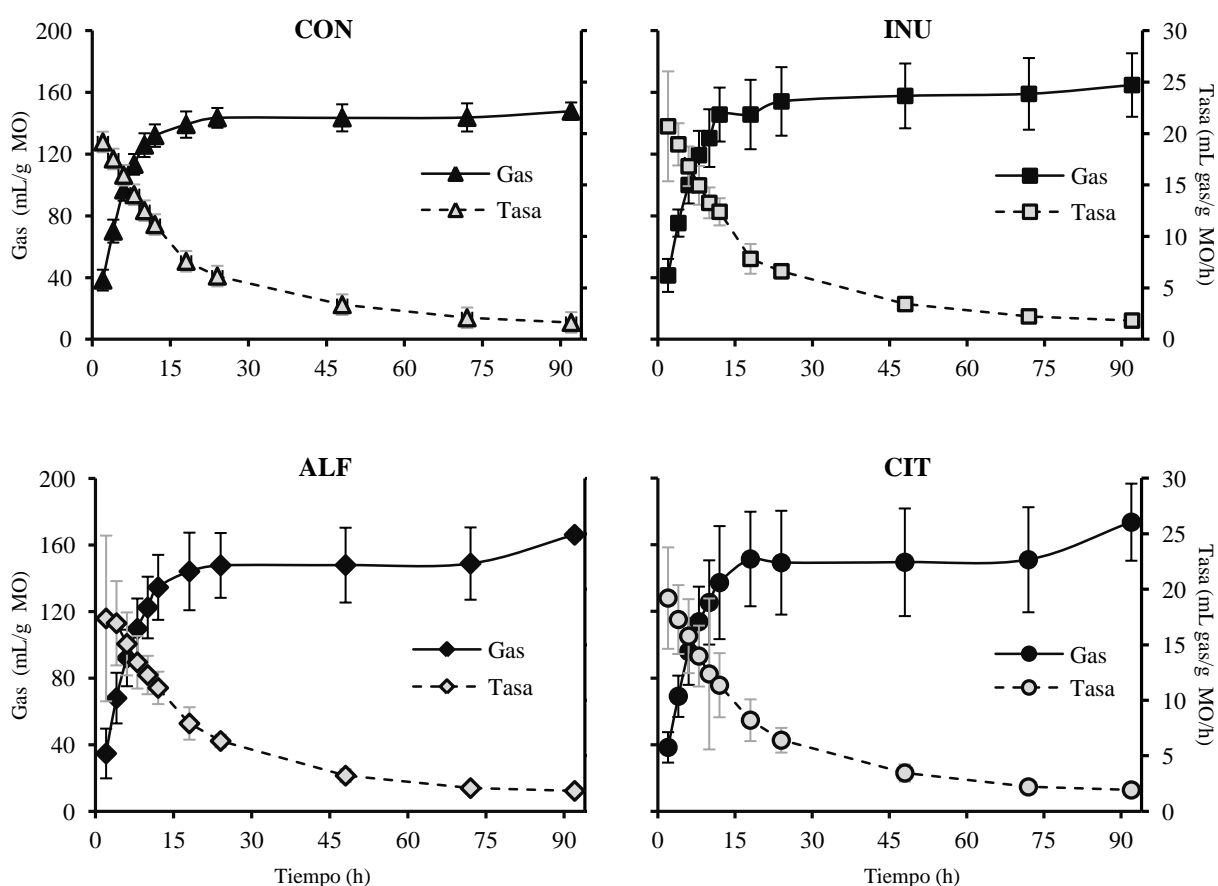 CON
200
160
120
80
40
0
Gas (mL/g MO)
Gas
Tasa
0 15 30 45 60 75 90
INU
30
25
20
15
10
5
0
Tasa (mL gas/g MO/h)
Gas
Tasa
0 15 30 45 60 75 90
ALF
200
160
120
80
40
0
Gas (mL/g MO)
Gas
Tasa
0 15 30 45 60 75 90
Tiempo (h)
CIT
30
25
20
15
10
5
0
Tasa (mL gas/g MO/h)
Gas
Tasa
0 15 30 45 60 75 90
Tiempo (h)